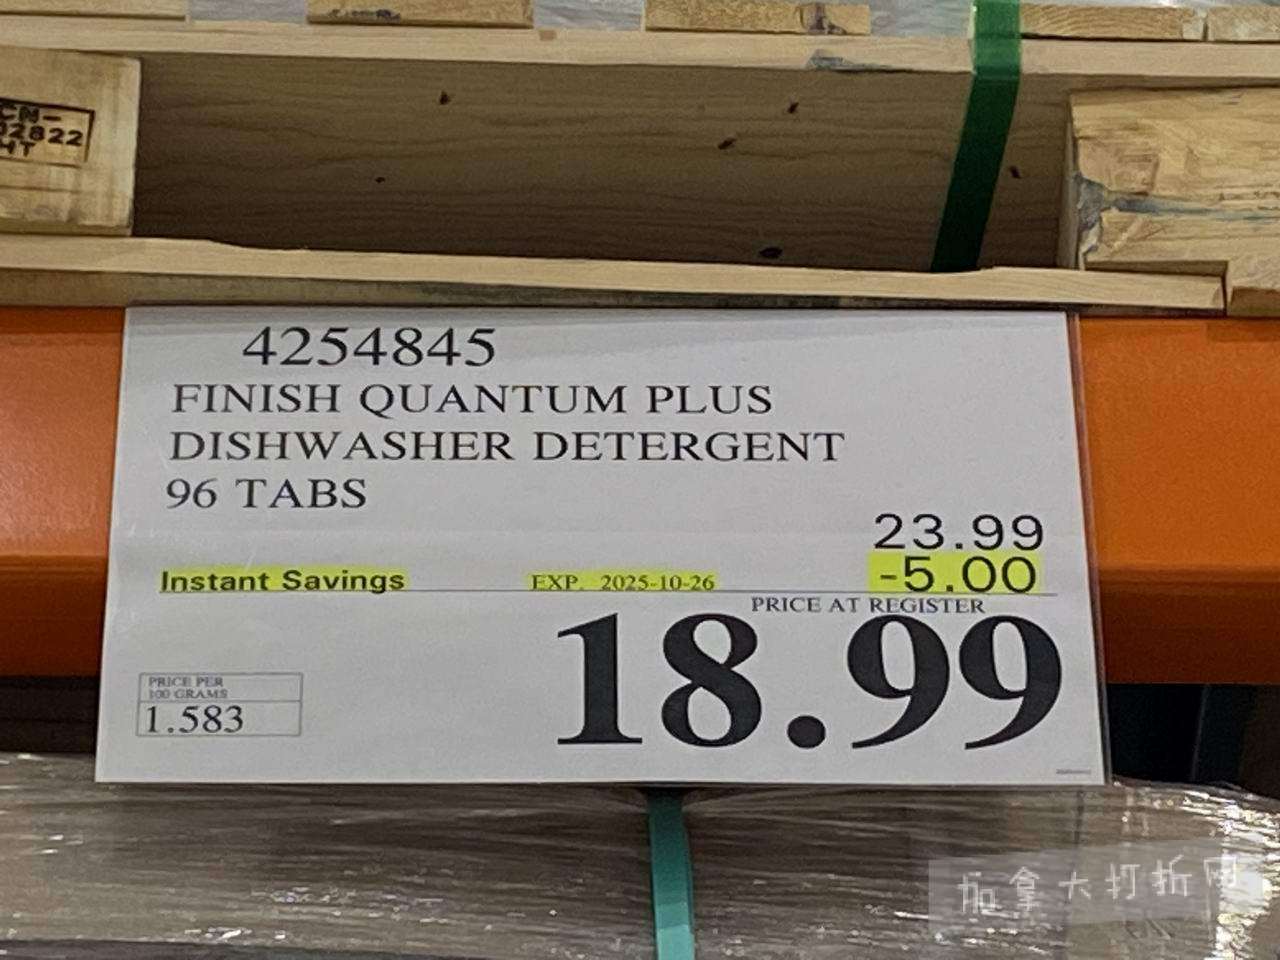 CN-
02822
HT
4254845
FINISH QUANTUM PLUS
DISHWASHER DETERGENT
96 TABS
23.99
Instant Savings EXP. 2025-10-26 -5.00
PRICE AT REGISTER
18.99
PRICE PER
100 GRAMS
1.583
加拿大打折网